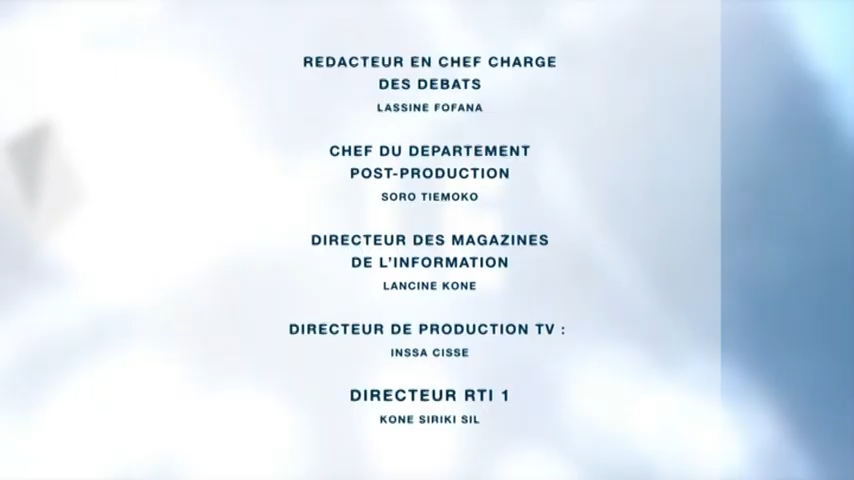 REDACTEUR EN CHEF CHARGE
DES DEBATS
LASSINE FOFANA
CHEF DU DEPARTEMENT
POST-PRODUCTION
SORO TIEMOKO
DIRECTEUR DES MAGAZINES
DE L'INFORMATION
LANCINE KONE
DIRECTEUR DE PRODUCTION TV :
INSSA CISSE
DIRECTEUR RTI 1
KONE SIRIKI SIL